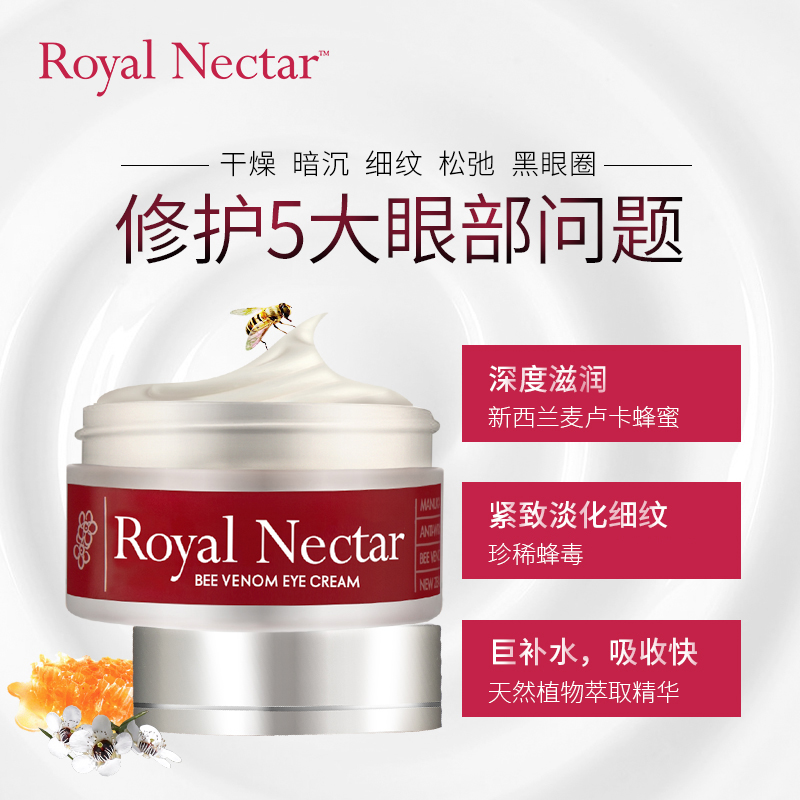 Royal Nectar™
干燥 暗沉 细纹 松弛 黑眼圈
修护5大眼部问题
深度滋润
新西兰麦卢卡蜂蜜
紧致淡化细纹
珍稀蜂毒
巨补水，吸收快
天然植物萃取精华
Royal Nectar
BEE VENOM EYE CREAM